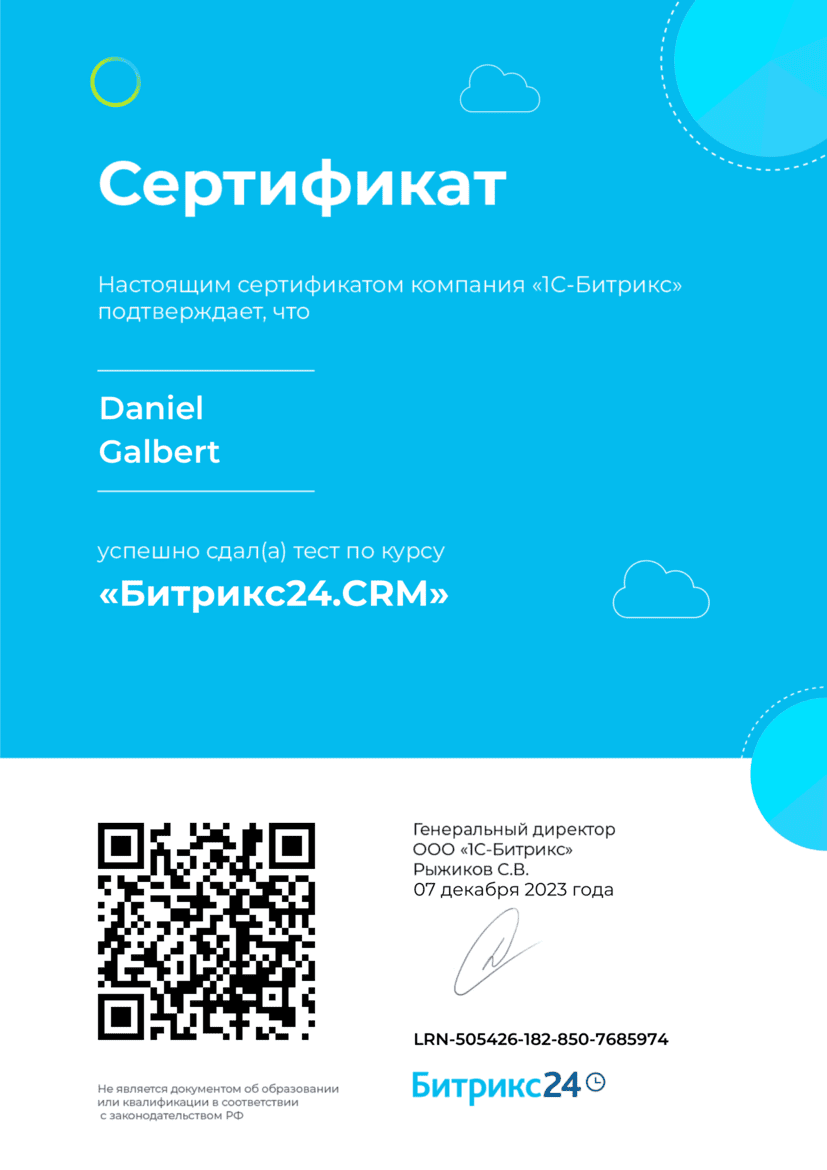 Сертификат
Настоящим сертификатом компания «1С-Битрикс»
подтверждает, что
Daniel
Galbert
успешно сдал(а) тест по курсу
«Битрикс24.CRM»
Генеральный директор
ООО «1С-Битрикс»
Рыжиков С.В.
07 декабря 2023 года
LRN-505426-182-850-7685974
Битрикс24
Не является документом об образовании
или квалификации в соответствии
с законодательством РФ